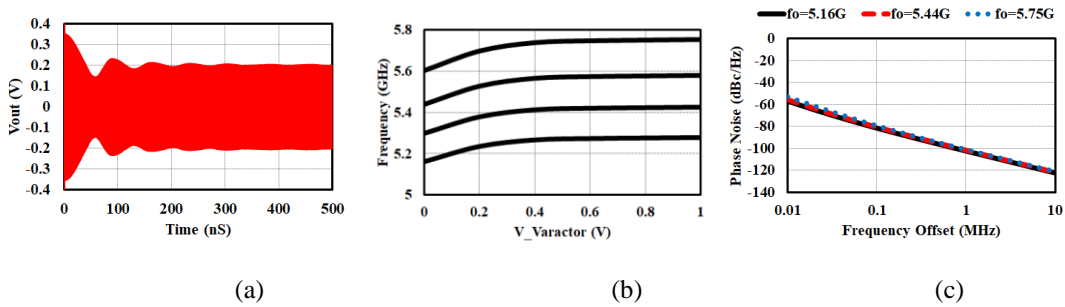 0.4
0.3
0.2
0.1
0
-0.1
-0.2
-0.3
-0.4
Vout (V)
0 100 200 300 400 500
Time (nS)
(a)
5.8
5.6
5.4
5.2
5
Frequency (GHz)
0 0.2 0.4 0.6 0.8 1
V_Varactor (V)
(b)
fo=5.16G fo=5.44G fo=5.75G
0
-20
-40
-60
-80
-100
-120
-140
Phase Noise (dBc/Hz)
0.01 0.1 1 10
Frequency Offset (MHz)
(c)